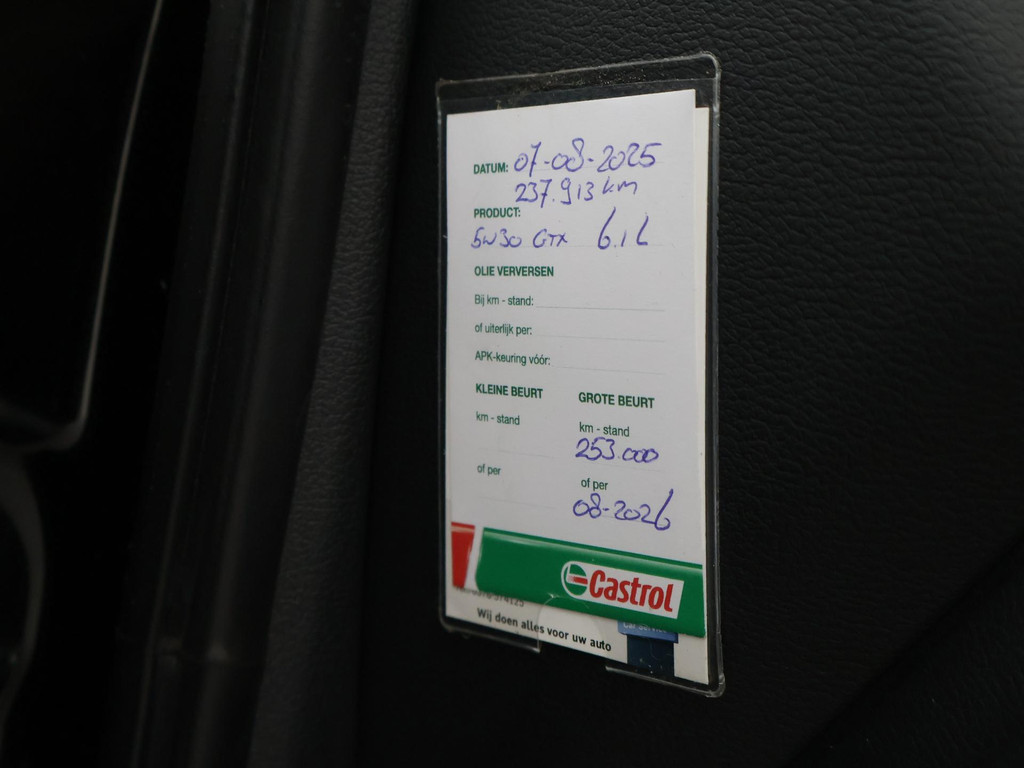 DATUM: 07-08-2025
237.913 km
PRODUCT:
5W30 GTX 6.1L
OLIE VERVERSEN
Bij km - stand:
of uiterlijk per:
APK-keuring vóór:
KLEINE BEURT GROTE BEURT
km - stand km - stand
253.000
of per of per
08-2026
Castrol
Wij doen alles voor uw auto
Car Service